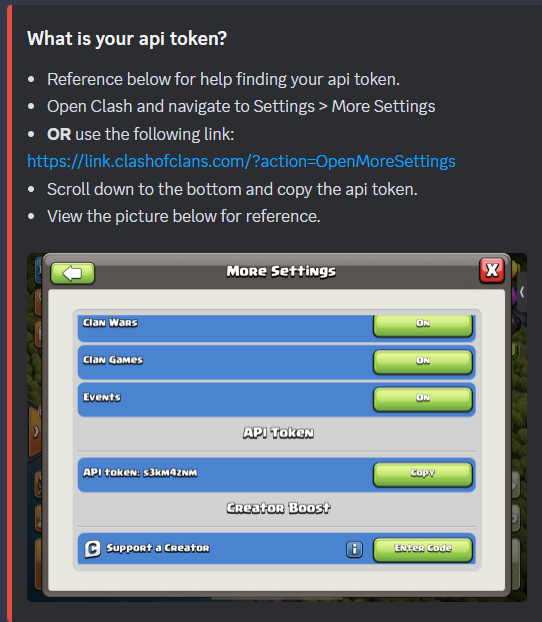 What is your api token?
• Reference below for help finding your api token.
• Open Clash and navigate to Settings > More Settings
• OR use the following link:
https://link.clashofclans.com/?action=OpenMoreSettings
• Scroll down to the bottom and copy the api token.
• View the picture below for reference.
More Settings
Clan Wars On
Clan Games On
Events On
API Token
API token: s3km4znm Copy
Creator Boost
Support a Creator i Enter Code